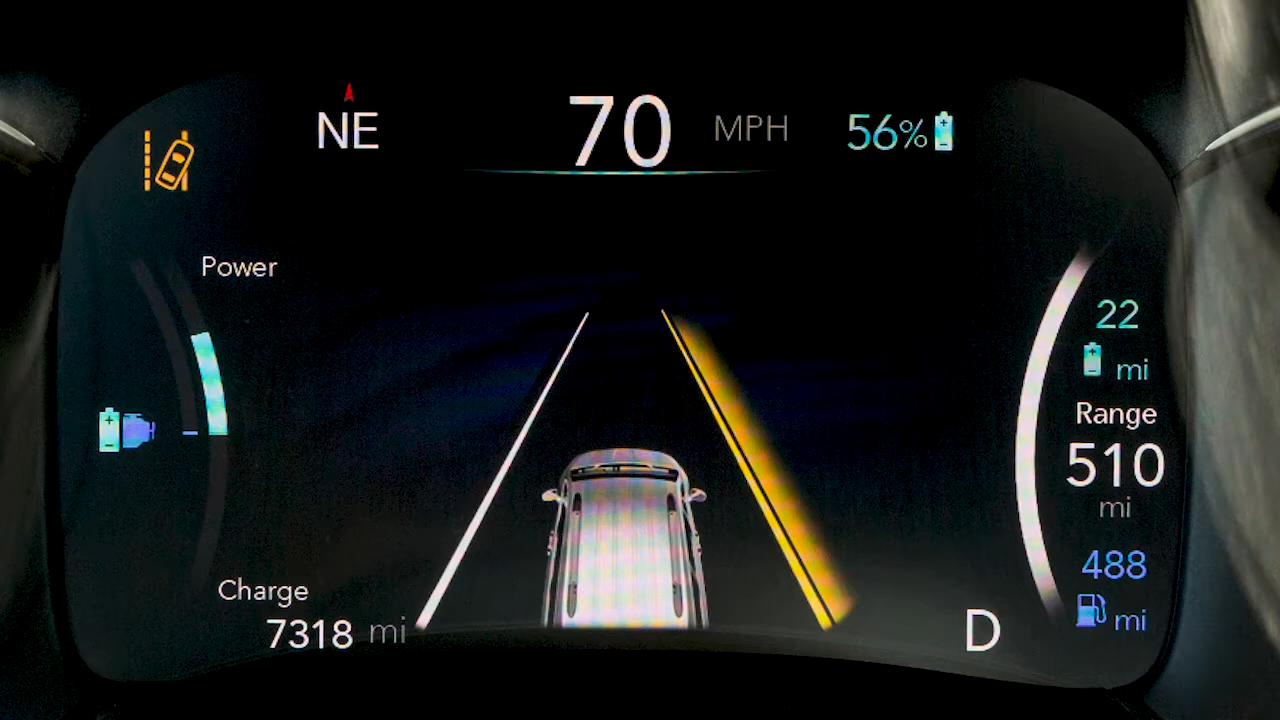 NE
70 MPH
56%
Power
22
mi
Range
510
mi
488
mi
Charge
7318 mi
D